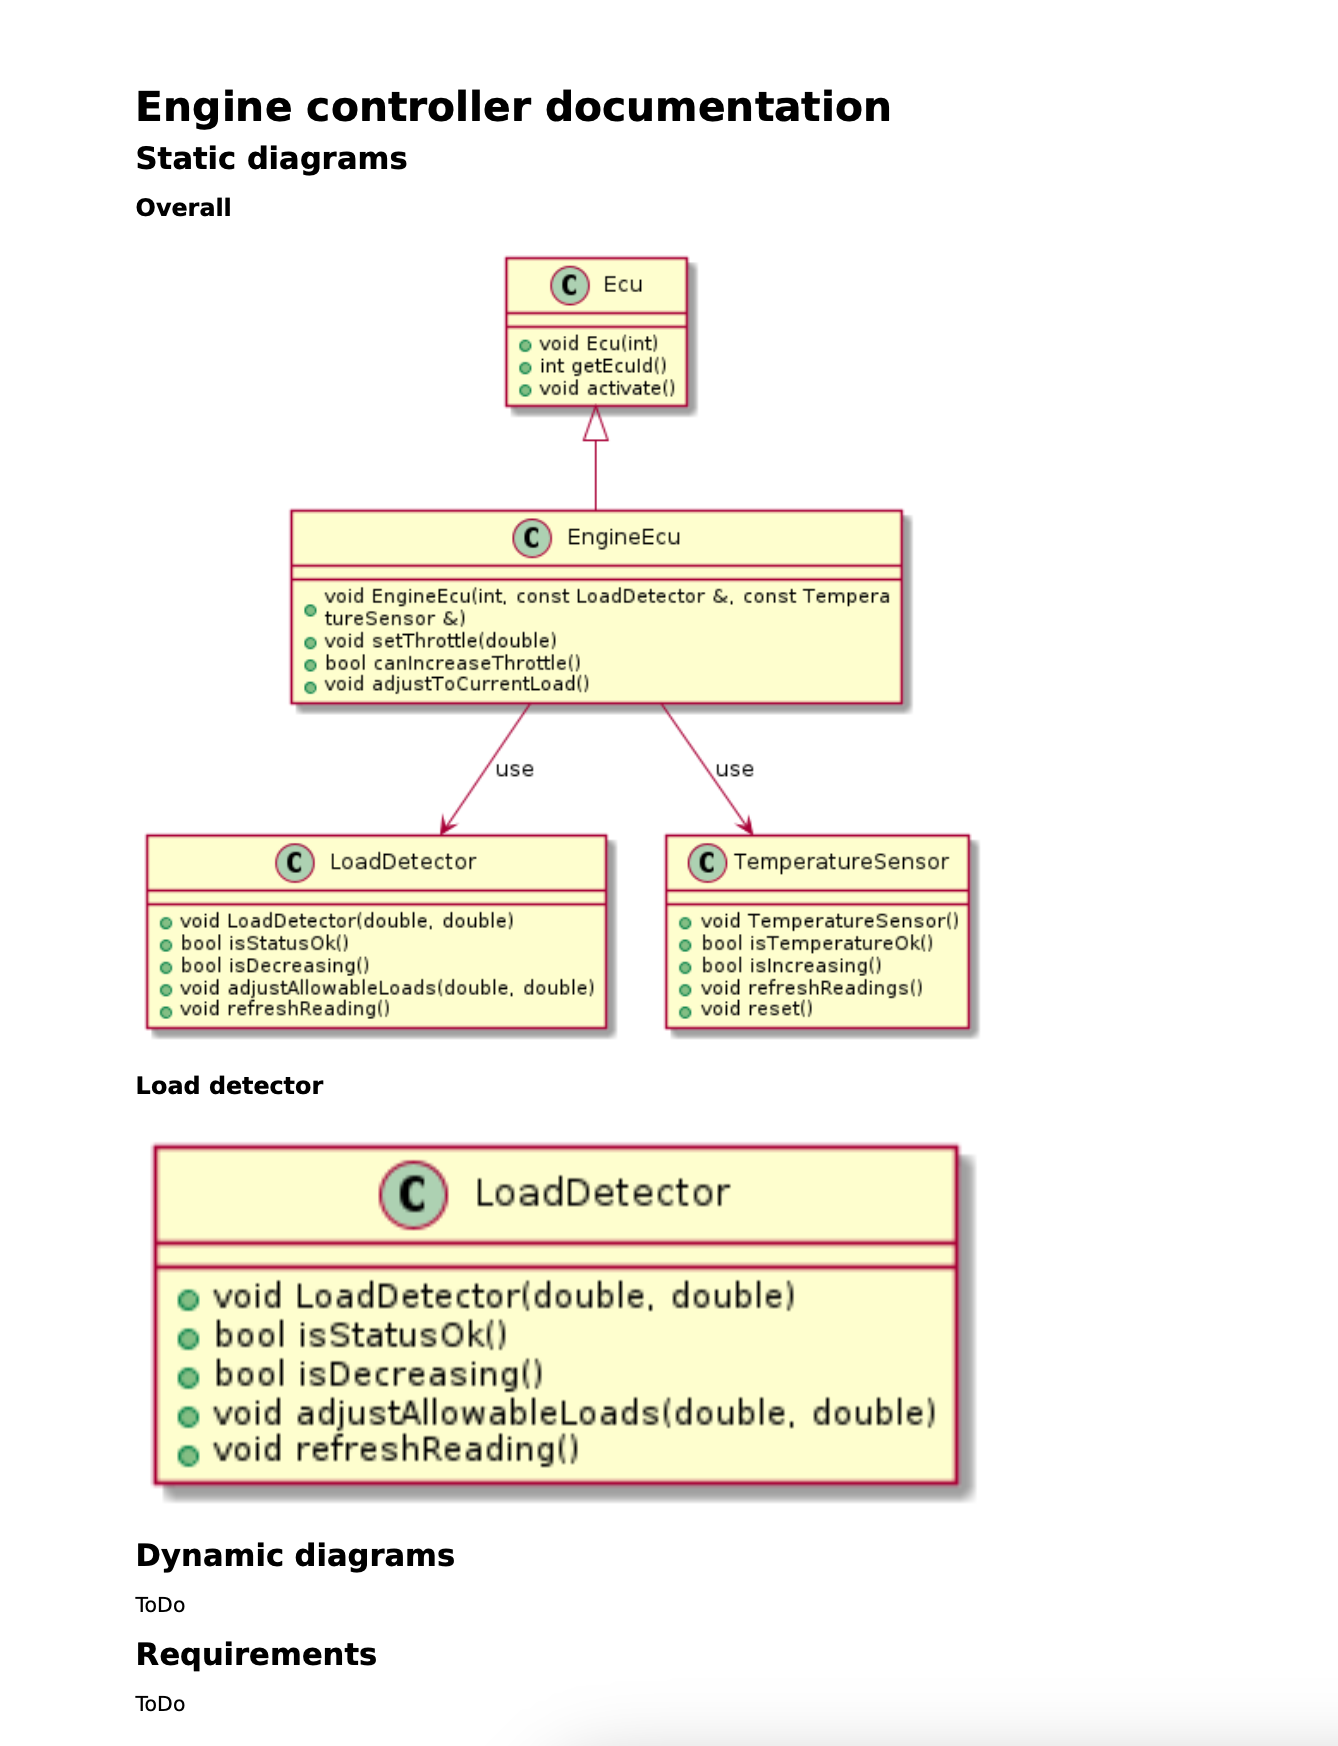 Engine controller documentation
Static diagrams
Overall
C Ecu
void Ecu(int)
int getEcuId()
void activate()
C EngineEcu
void EngineEcu(int, const LoadDetector &, const Tempera
tureSensor &)
void setThrottle(double)
bool canIncreaseThrottle()
void adjustToCurrentLoad()
use
use
C LoadDetector
void LoadDetector(double, double)
bool isStatusOk()
bool isDecreasing()
void adjustAllowableLoads(double, double)
void refreshReading()
C TemperatureSensor
void TemperatureSensor()
bool isTemperatureOk()
bool isIncreasing()
void refreshReadings()
void reset()
Load detector
C LoadDetector
void LoadDetector(double, double)
bool isStatusOk()
bool isDecreasing()
void adjustAllowableLoads(double, double)
void refreshReading()
Dynamic diagrams
ToDo
Requirements
ToDo